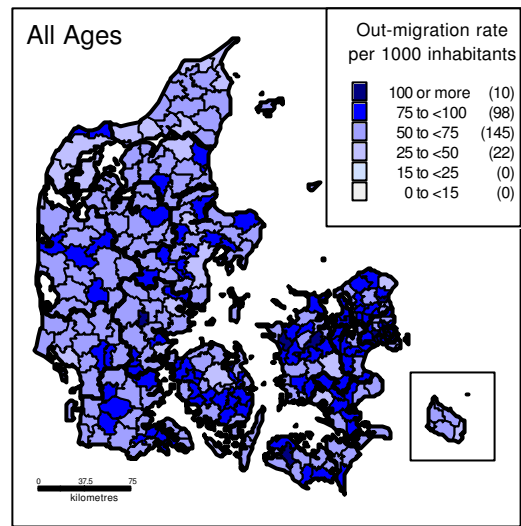 All Ages
Out-migration rate
per 1000 inhabitants
100 or more (10)
75 to <100 (98)
50 to <75 (145)
25 to <50 (22)
15 to <25 (0)
0 to <15 (0)
0 37.5 75
kilometres